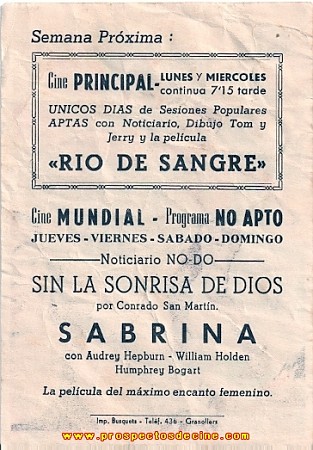 Semana Próxima :
Cine PRINCIPAL - LUNES y MIERCOLES
continua 7'15 tarde
UNICOS DIAS de Sesiones Populares
APTAS con Noticiario, Dibujo Tom y
Jerry y la película
«RIO DE SANGRE»
Cine MUNDIAL - Programa NO APTO
JUEVES - VIERNES - SABADO - DOMINGO
Noticiario NO-DO
SIN LA SONRISA DE DIOS
por Conrado San Martín.
SABRINA
con Audrey Hepburn - William Holden
Humphrey Bogart
La película del máximo encanto femenino.
Imp. Busquets - Teléf. 436 - Granollers
www.prospectosdecine.com